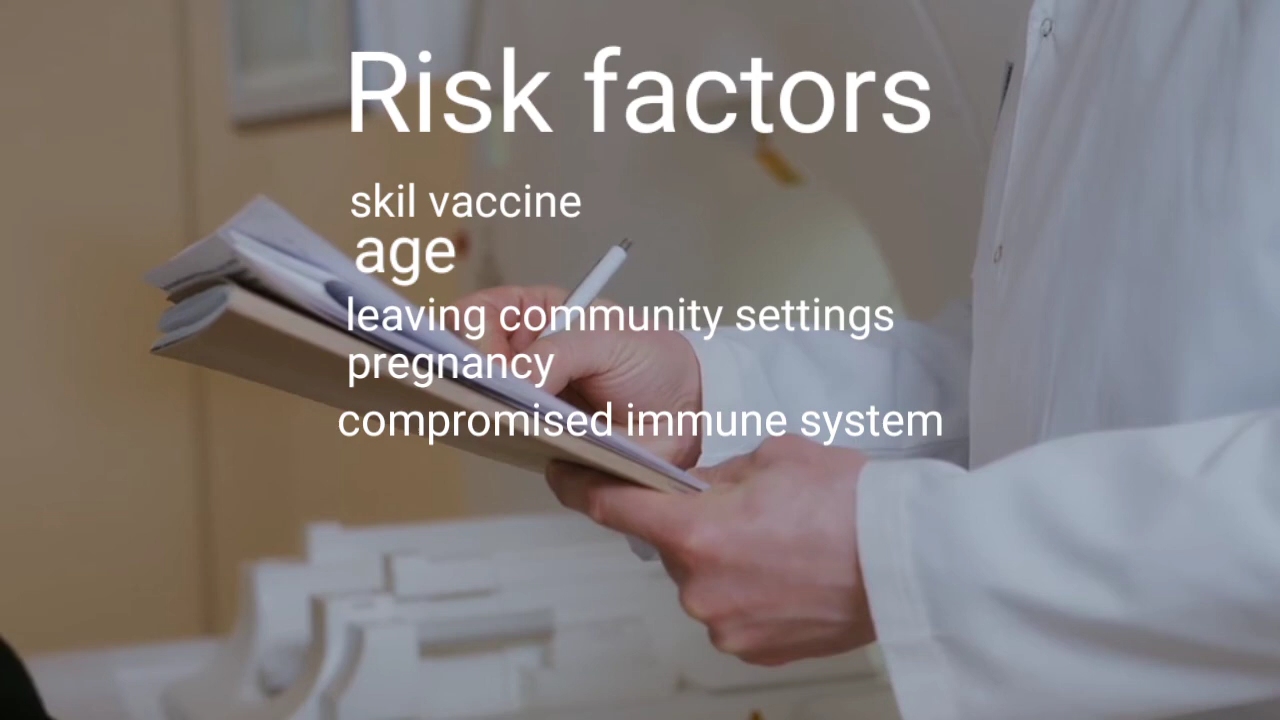 Risk factors
skil vaccine
age
leaving community settings
pregnancy
compromised immune system